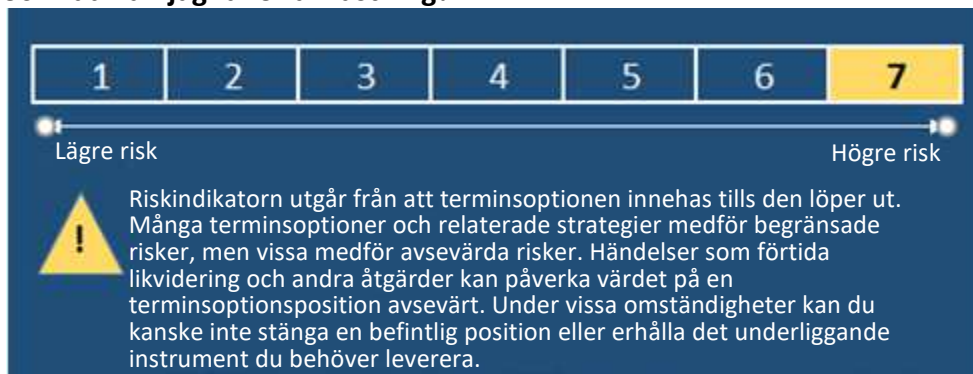 1 2 3 4 5 6 7
Lägre risk Högre risk
Riskindikatorn utgår från att terminsoptionen innehas tills den löper ut.
Många terminsoptioner och relaterade strategier medför begränsade
risker, men vissa medför avsevärda risker. Händelser som förtida
likvidering och andra åtgärder kan påverka värdet på en
terminsoptionsposition avsevärt. Under vissa omständigheter kan du
kanske inte stänga en befintlig position eller erhålla det underliggande
instrument du behöver leverera.